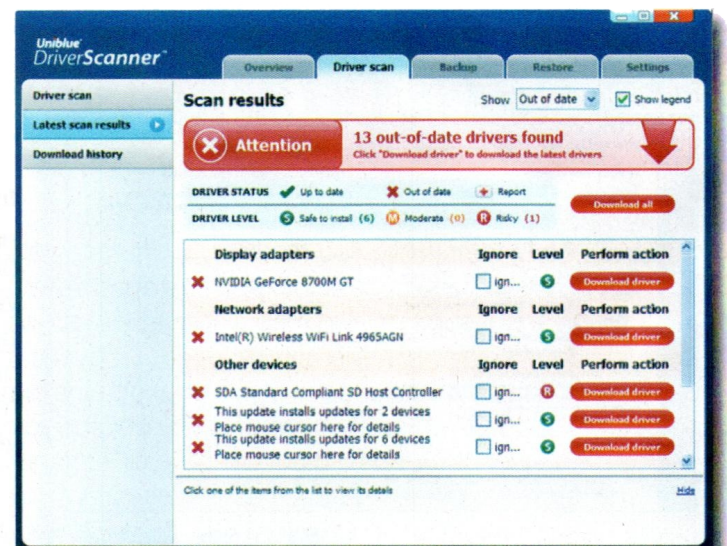 Uniblue
DriverScanner™
Overview Driver scan Backup Restore Settings
Driver scan
Latest scan results
Download history
Scan results Show Out of date Show legend
Attention
13 out-of-date drivers found
Click "Download driver" to download the latest drivers
DRIVER STATUS Up to date Out of date Report
Download all
DRIVER LEVEL S Safe to install (6) M Moderate (0) R Risky (1)
Display adapters Ignore Level Perform action
NVIDIA GeForce 8700M GT ign... S Download driver
Network adapters Ignore Level Perform action
Intel(R) Wireless WiFi Link 4965AGN ign... S Download driver
Other devices Ignore Level Perform action
SDA Standard Compliant SD Host Controller ign... R Download driver
This update installs updates for 2 devices
Place mouse cursor here for details ign... S Download driver
This update installs updates for 6 devices
Place mouse cursor here for details ign... S Download driver
Click one of the items from the list to view its details Hide